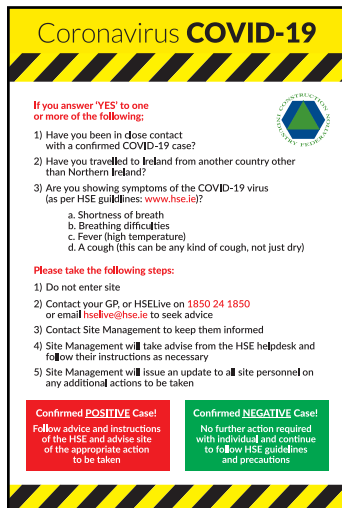 Coronavirus COVID-19
If you answer 'YES' to one
or more of the following;
IRISH CONSTRUCTION INDUSTRY FEDERATION
1) Have you been in close contact
with a confirmed COVID-19 case?
2) Have you travelled to Ireland from another country other
than Northern Ireland?
3) Are you showing symptoms of the COVID-19 virus
(as per HSE guildlines: www.hse.ie)?
a. Shortness of breath
b. Breathing difficulties
c. Fever (high temperature)
d. A cough (this can be any kind of cough, not just dry)
Please take the following steps:
1) Do not enter site
2) Contact your GP, or HSELive on 1850 24 1850
or email hselive@hse.ie to seek advice
3) Contact Site Management to keep them informed
4) Site Management will take advise from the HSE helpdesk and
follow their instructions as necessary
5) Site Management will issue an update to all site personnel on
any additional actions to be taken
Confirmed POSITIVE Case!
Follow advice and instructions
of the HSE and advise site
of the appropriate action
to be taken
Confirmed NEGATIVE Case!
No further action required
with individual and continue
to follow HSE guidelines
and precautions